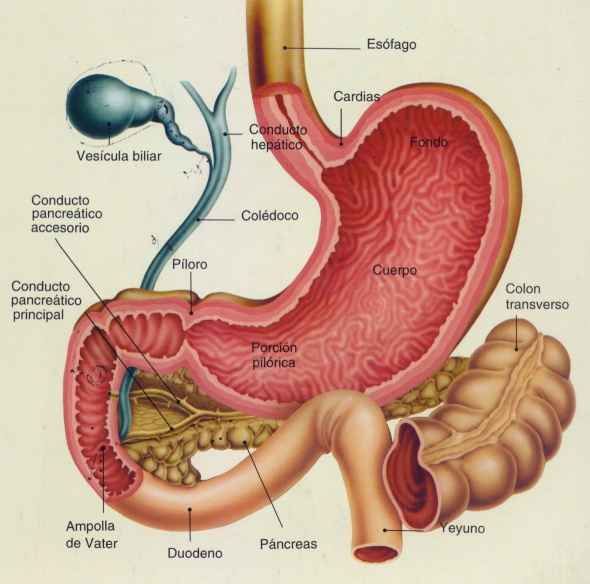 Esófago
Cardias
Conducto
hepático
Fondo
Vesícula biliar
Conducto
pancreático
accesorio
Colédoco
Píloro
Cuerpo
Conducto
pancreático
principal
Colon
transverso
Porción
pilórica
Ampolla
de Vater
Duodeno
Páncreas
Yeyuno